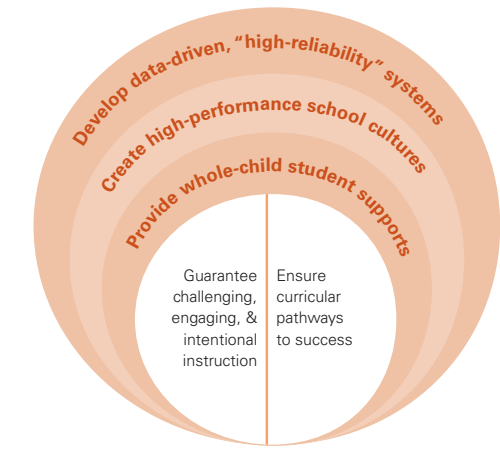 Develop data-driven, “high-reliability” systems
Create high-performance school cultures
Provide whole-child student supports
Guarantee
challenging,
engaging, &
intentional
instruction
Ensure
curricular
pathways
to success